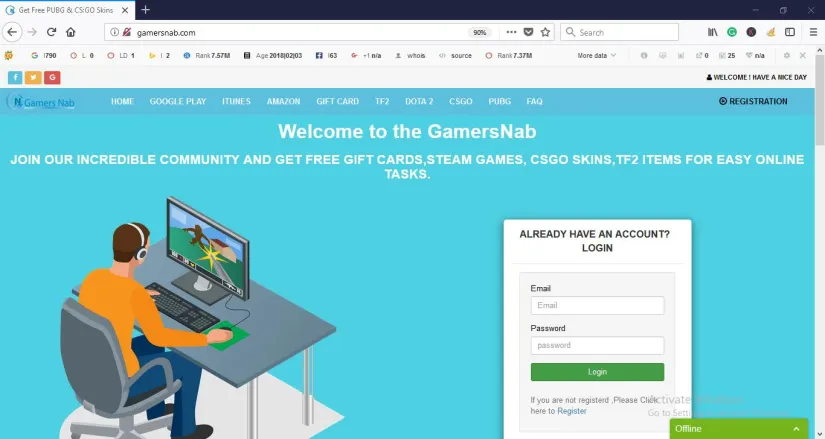 Get Free PUBG & CS:GO Skins
gamersnab.com
90%
Search
I790
L 0
LD 1
I 2
Rank 7.57M
Age 2018|02|03
I63
+1 n/a
whois
source
Rank 7.37M
More data
0
25
n/a
WELCOME ! HAVE A NICE DAY
Gamers Nab
HOME
GOOGLE PLAY
ITUNES
AMAZON
GIFT CARD
TF2
DOTA 2
CSGO
PUBG
FAQ
REGISTRATION
Welcome to the GamersNab
JOIN OUR INCREDIBLE COMMUNITY AND GET FREE GIFT CARDS,STEAM GAMES, CSGO SKINS,TF2 ITEMS FOR EASY ONLINE
TASKS.
ALREADY HAVE AN ACCOUNT?
LOGIN
Email
Email
Password
password
Login
If you are not registerd ,Please Cliek
here to Register
Activate
Go to
Offline